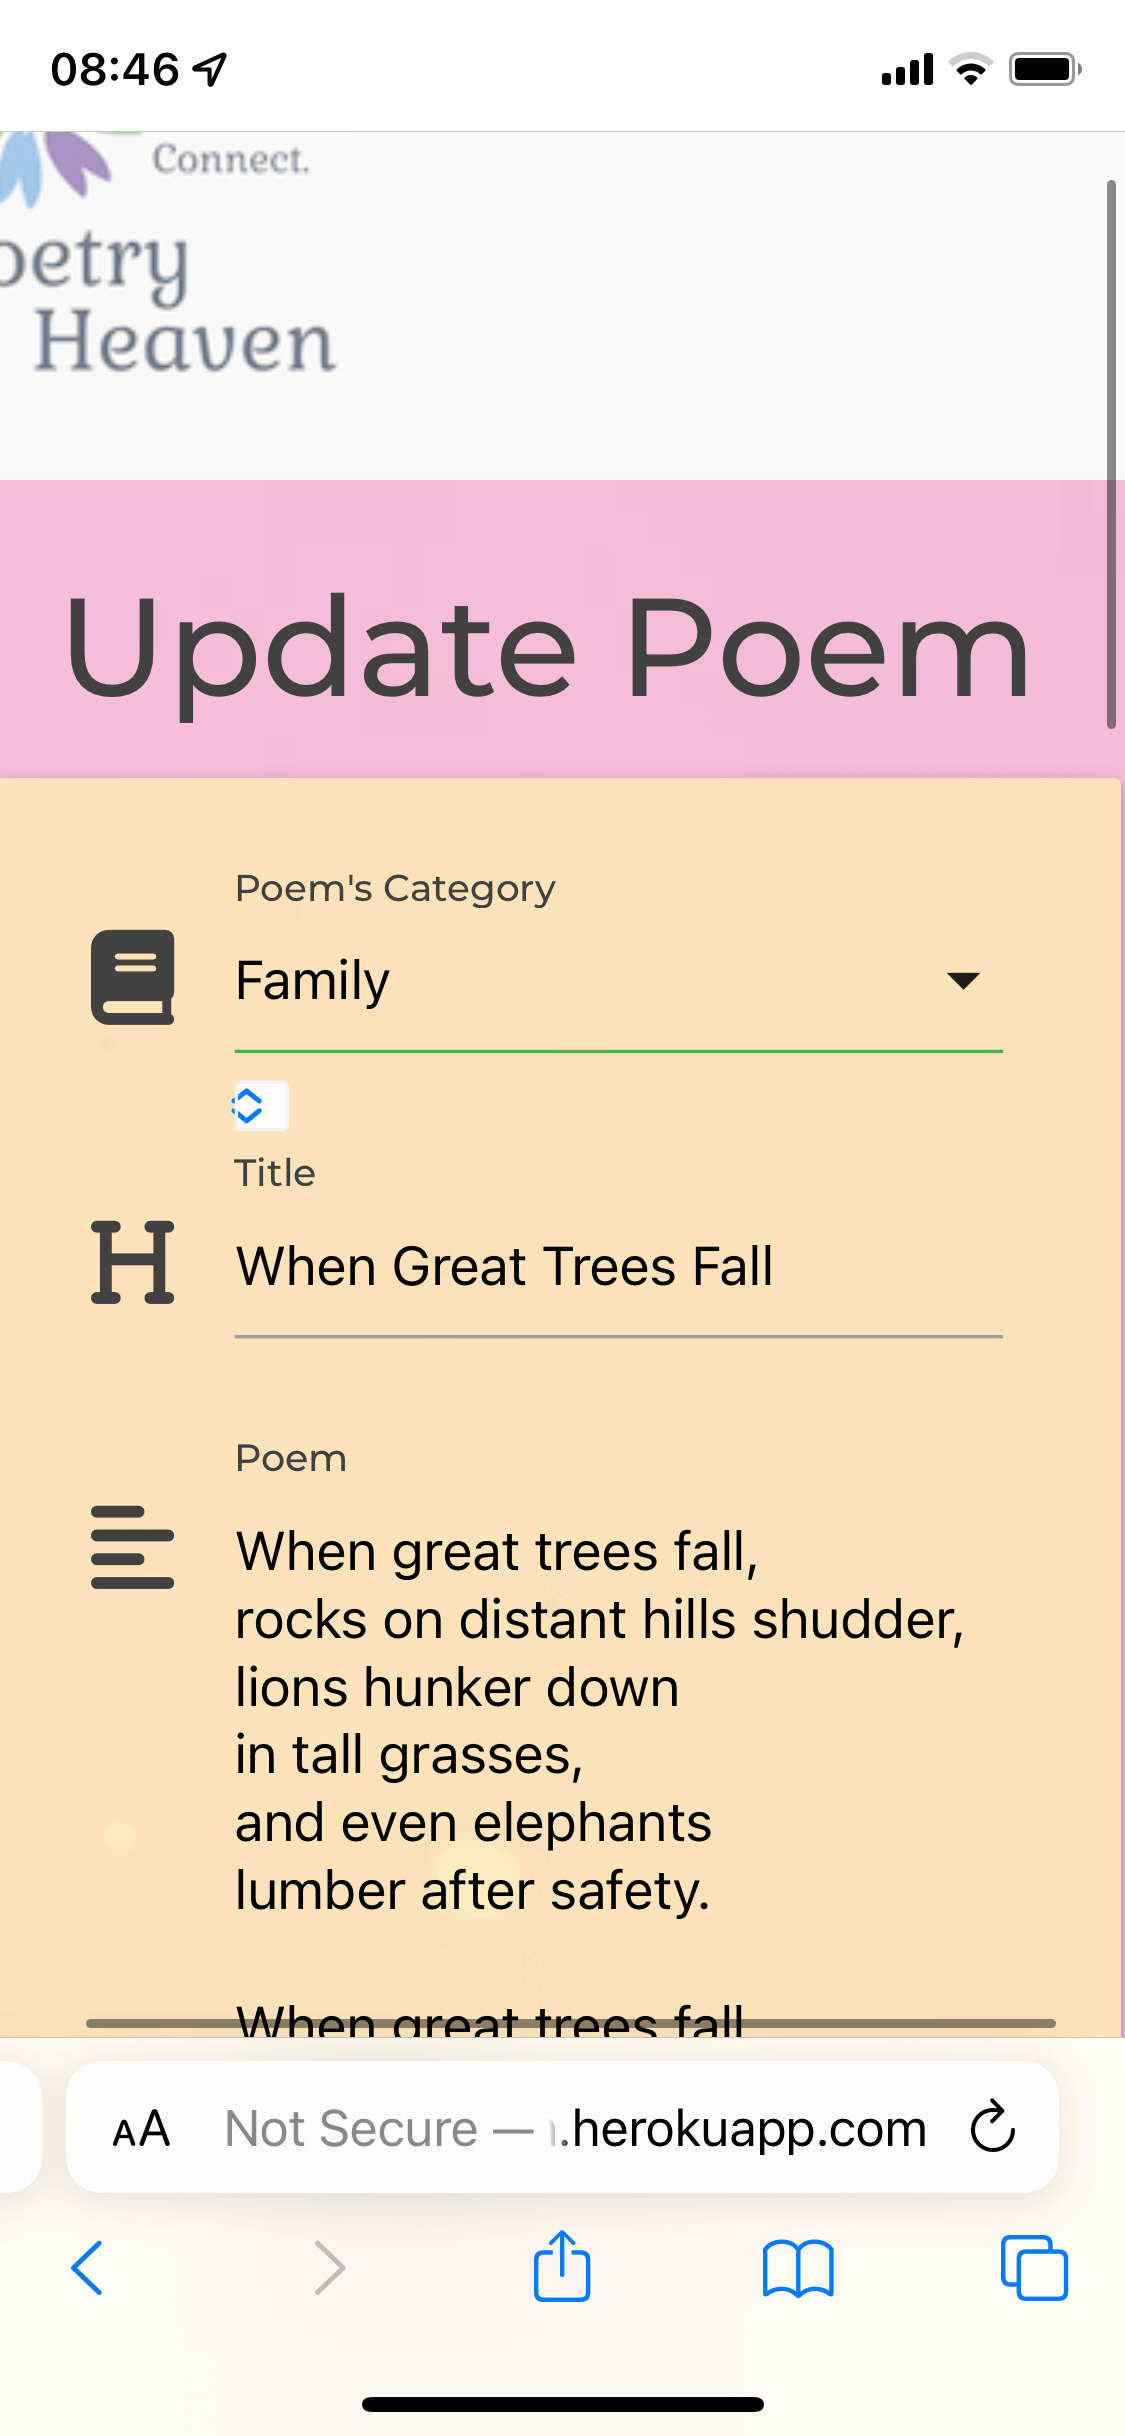 08:46
Connect.
oetry
Heaven
Update Poem
Poem's Category
Family
Title
When Great Trees Fall
Poem
When great trees fall,
rocks on distant hills shudder,
lions hunker down
in tall grasses,
and even elephants
lumber after safety.
When great trees fall
AA Not Secure — .herokuapp.com